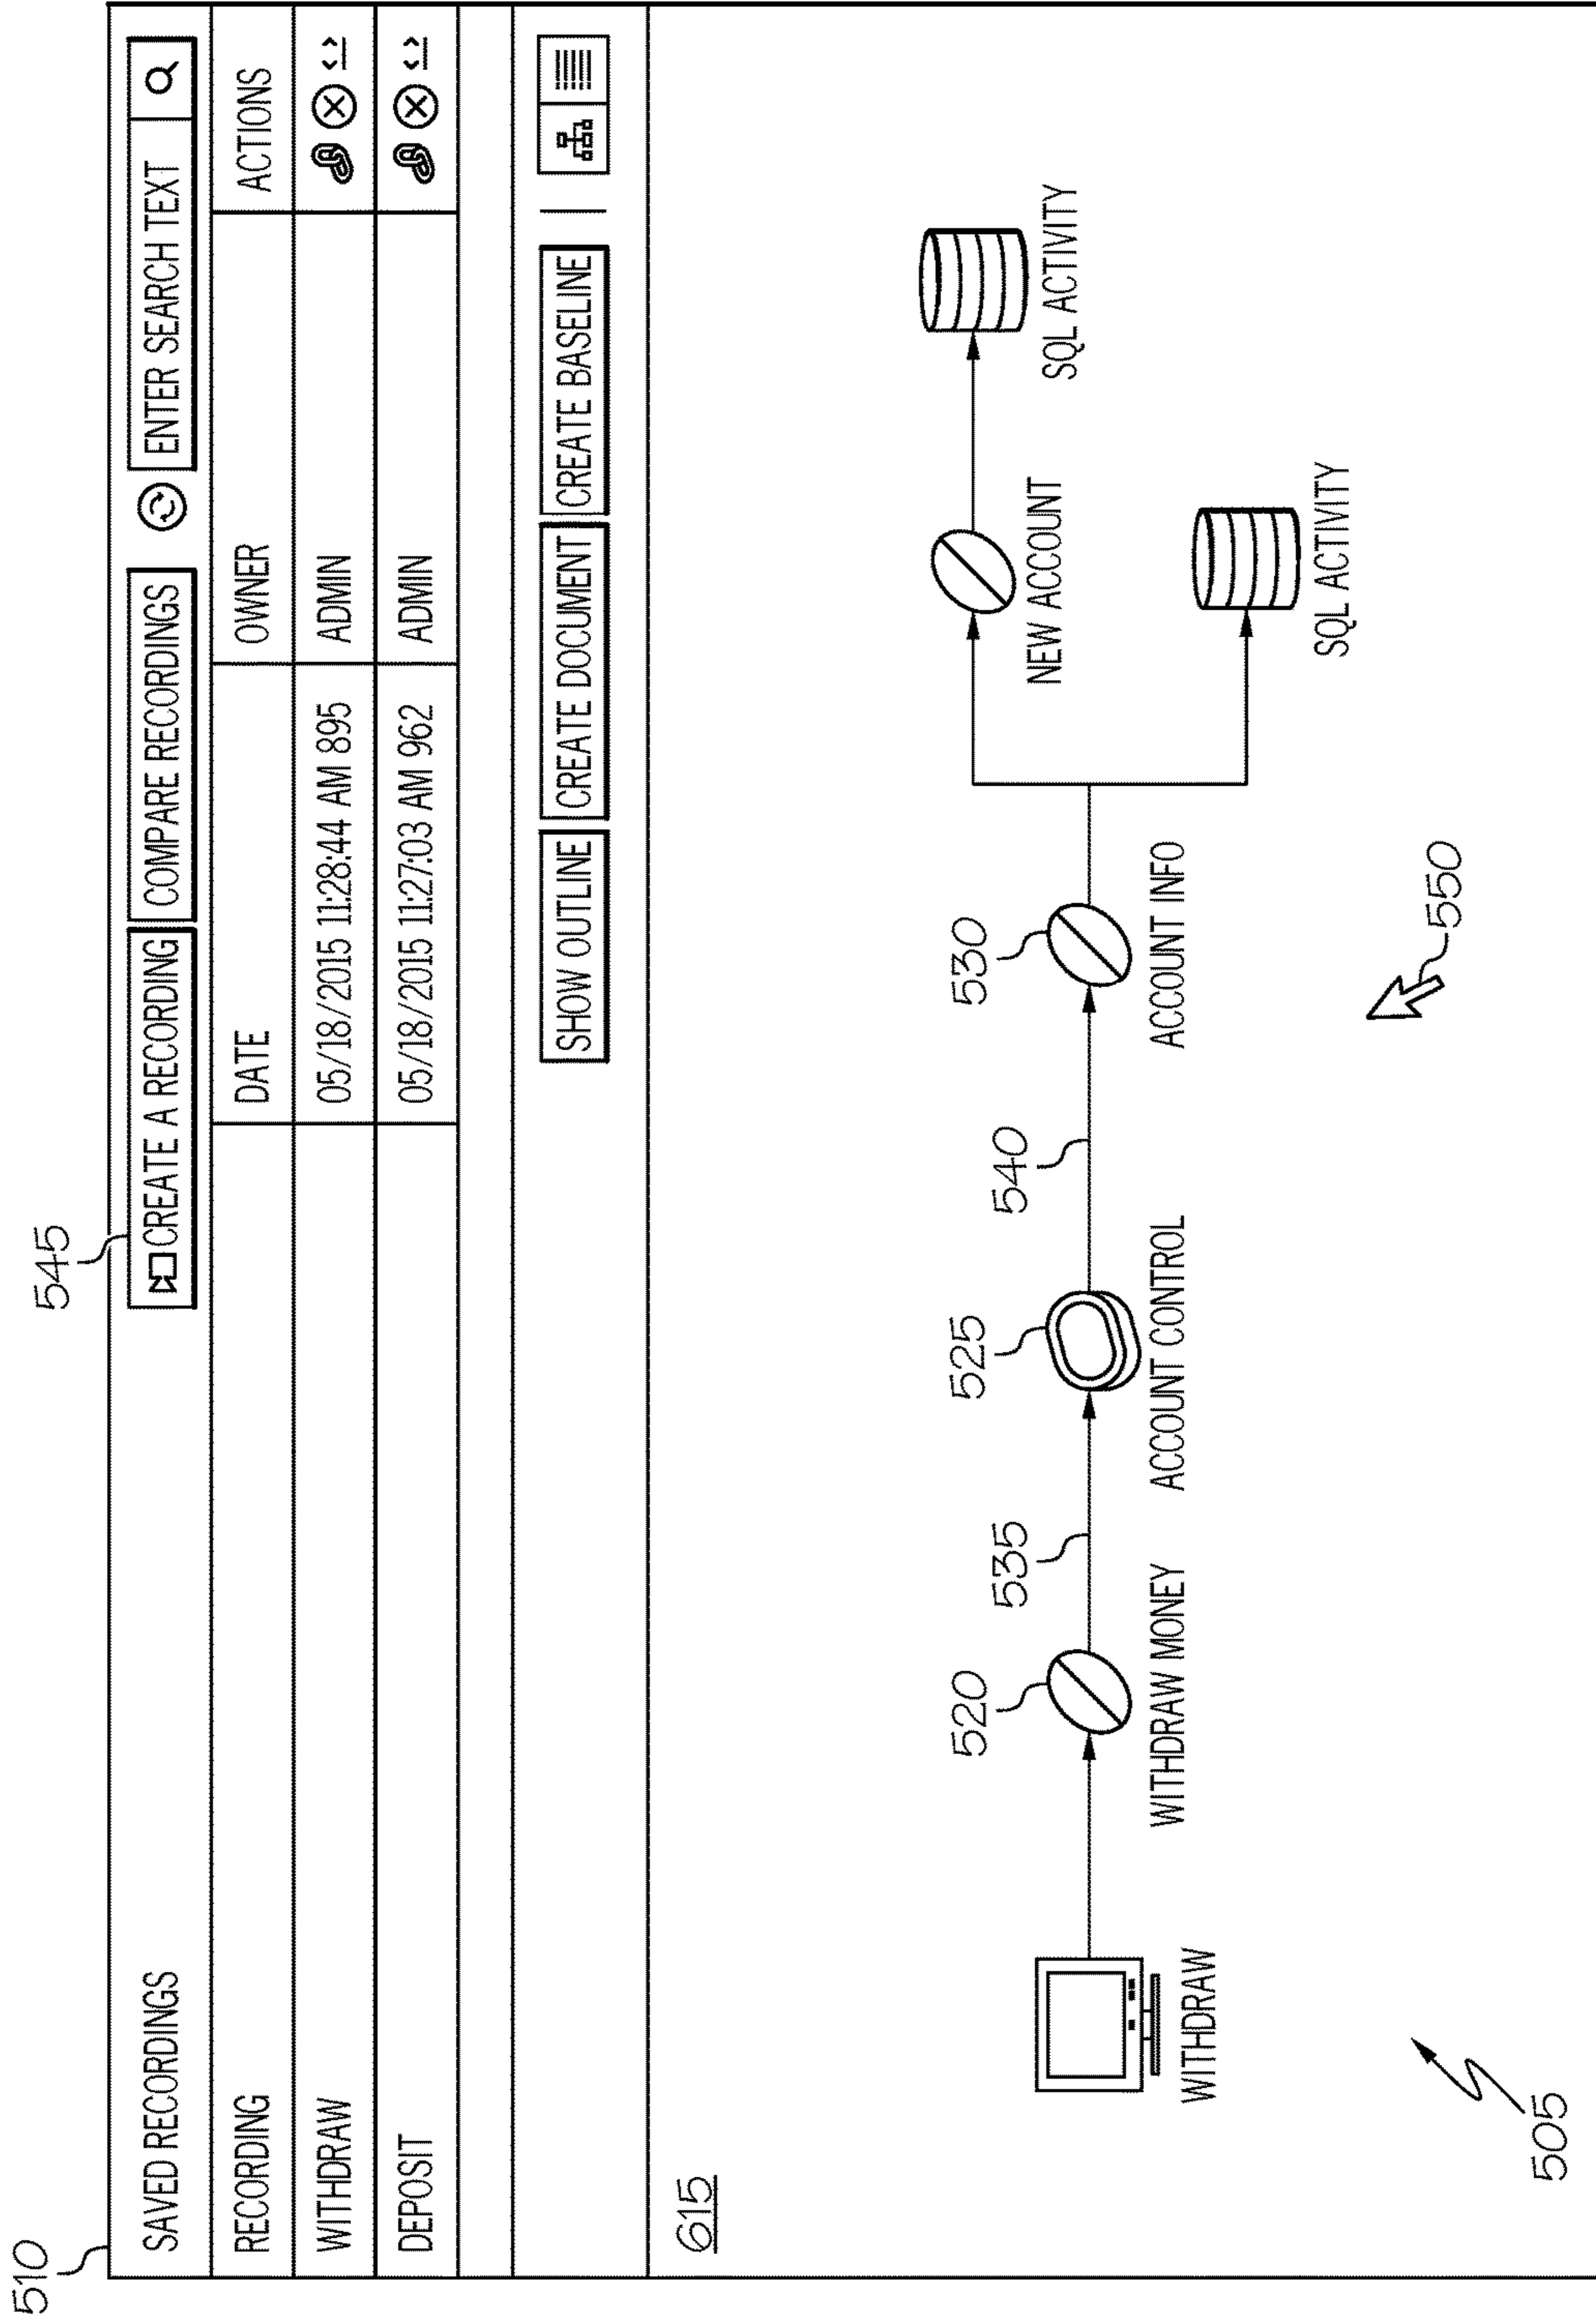 510
545
SAVED RECORDINGS CREATE A RECORDING COMPARE RECORDINGS ENTER SEARCH TEXT
RECORDING DATE OWNER ACTIONS
WITHDRAW 05/18/2015 11:28:44 AM 895 ADMIN
DEPOSIT 05/18/2015 11:27:03 AM 962 ADMIN
SHOW OUTLINE CREATE DOCUMENT CREATE BASELINE
615
520 525 530
535 540
NEW ACCOUNT SQL ACTIVITY
WITHDRAW WITHDRAW MONEY ACCOUNT CONTROL ACCOUNT INFO
SQL ACTIVITY
550
505